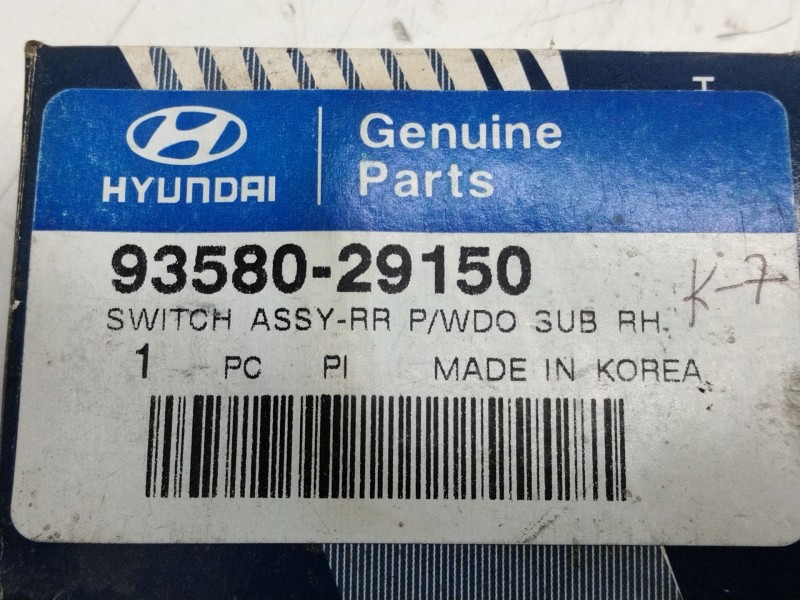 HYUNDAI
Genuine
Parts
93580-29150
SWITCH ASSY-RR P/WDO SUB RH.
K-7
1 PC PI MADE IN KOREA